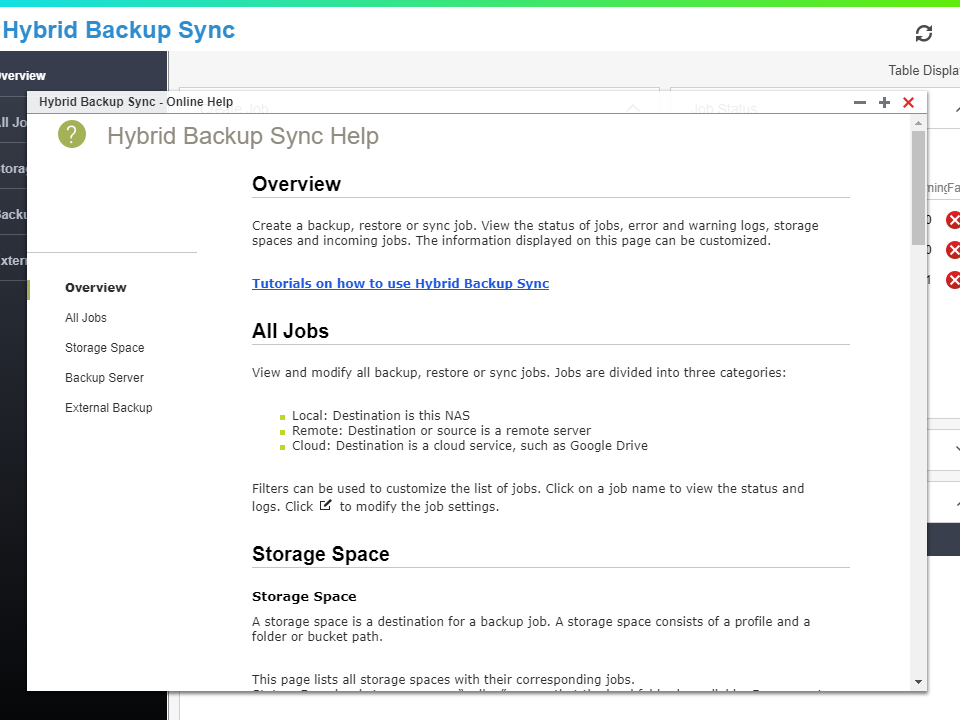 Hybrid Backup Sync
Overview
Table Displa
Hybrid Backup Sync - Online Help
Job
Job Status
Hybrid Backup Sync Help
Overview
Create a backup, restore or sync job. View the status of jobs, error and warning logs, storage
spaces and incoming jobs. The information displayed on this page can be customized.
Tutorials on how to use Hybrid Backup Sync
Overview
All Jobs
Storage Space
Backup Server
External Backup
All Jobs
View and modify all backup, restore or sync jobs. Jobs are divided into three categories:
Local: Destination is this NAS
Remote: Destination or source is a remote server
Cloud: Destination is a cloud service, such as Google Drive
Filters can be used to customize the list of jobs. Click on a job name to view the status and
logs. Click to modify the job settings.
Storage Space
Storage Space
A storage space is a destination for a backup job. A storage space consists of a profile and a
folder or bucket path.
This page lists all storage spaces with their corresponding jobs.